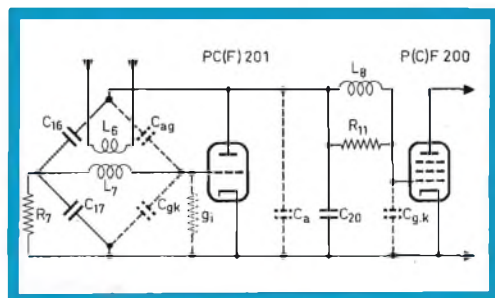 PC(F) 201
P(C)F 200
C16
L6
Cag
L8
R11
L7
R7
C17
Cgk
gi
Ca
C20
Cg.k